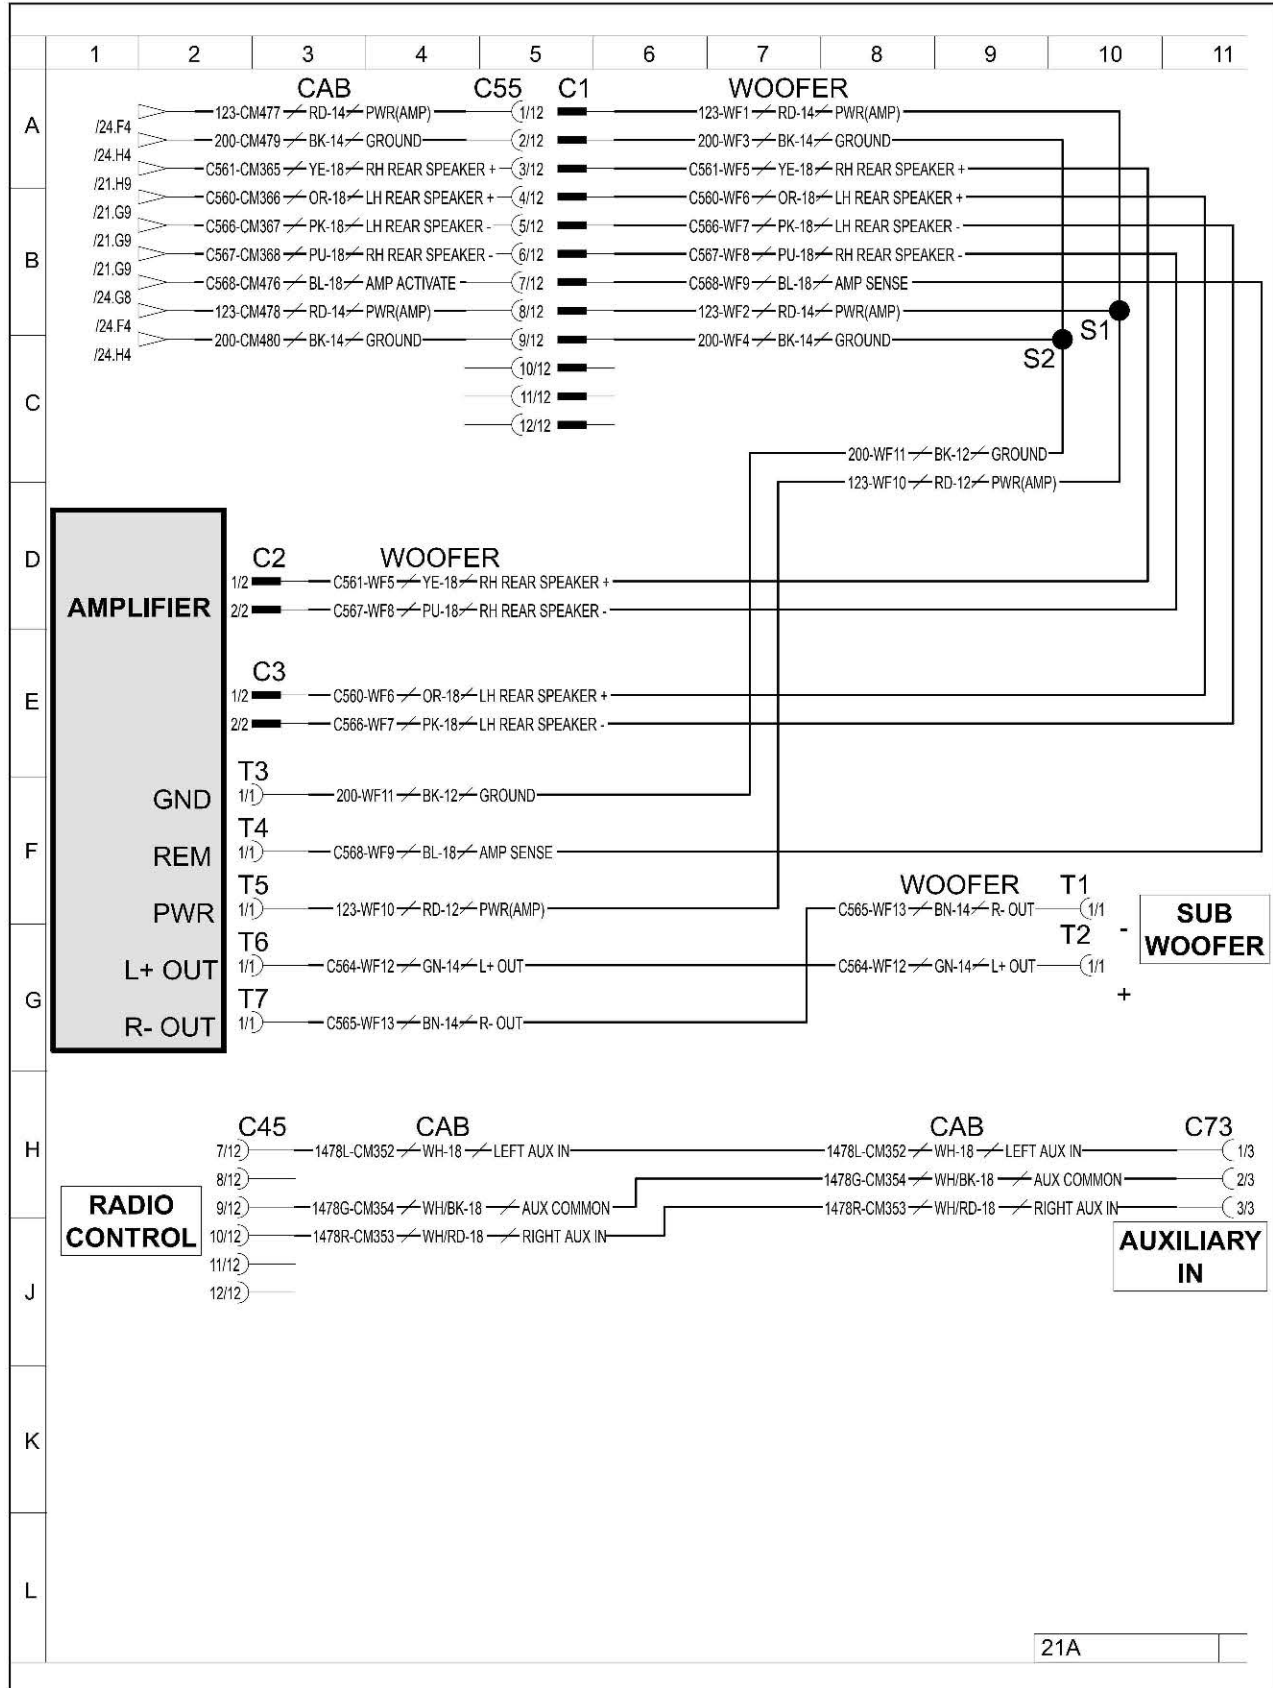 1 2 3 4 5 6 7 8 9 10 11
CAB C55 C1 WOOFER
A
/24.F4 123-CM477 RD-14 PWR(AMP) 1/12 123-WF1 RD-14 PWR(AMP)
/24.H4 200-CM479 BK-14 GROUND 2/12 200-WF3 BK-14 GROUND
/21.H9 C561-CM365 YE-18 RH REAR SPEAKER + 3/12 C561-WF5 YE-18 RH REAR SPEAKER +
/21.G9 C560-CM366 OR-18 LH REAR SPEAKER + 4/12 C560-WF6 OR-18 LH REAR SPEAKER +
/21.G9 C566-CM367 PK-18 LH REAR SPEAKER - 5/12 C566-WF7 PK-18 LH REAR SPEAKER -
B
/21.G9 C567-CM368 PU-18 RH REAR SPEAKER - 6/12 C567-WF8 PU-18 RH REAR SPEAKER -
/24.G8 C568-CM476 BL-18 AMP ACTIVATE 7/12 C568-WF9 BL-18 AMP SENSE
/24.F4 123-CM478 RD-14 PWR(AMP) 8/12 123-WF2 RD-14 PWR(AMP)
S1
/24.H4 200-CM480 BK-14 GROUND 9/12 200-WF4 BK-14 GROUND
S2
10/12
C
11/12
12/12
200-WF11 BK-12 GROUND
123-WF10 RD-12 PWR(AMP)
D
C2 WOOFER
1/2 C561-WF5 YE-18 RH REAR SPEAKER +
AMPLIFIER
2/2 C567-WF8 PU-18 RH REAR SPEAKER -
C3
E
1/2 C560-WF6 OR-18 LH REAR SPEAKER +
2/2 C566-WF7 PK-18 LH REAR SPEAKER -
T3
GND 1/1 200-WF11 BK-12 GROUND
T4
F
REM 1/1 C568-WF9 BL-18 AMP SENSE
T5 WOOFER T1
PWR 1/1 123-WF10 RD-12 PWR(AMP) C565-WF13 BN-14 R- OUT 1/1
-
SUB
WOOFER
T6 T2
L+ OUT 1/1 C564-WF12 GN-14 L+ OUT C564-WF12 GN-14 L+ OUT 1/1
+
G
T7
R- OUT 1/1 C565-WF13 BN-14 R- OUT
C45 CAB CAB C73
H
7/12 1478L-CM352 WH-18 LEFT AUX IN 1478L-CM352 WH-18 LEFT AUX IN 1/3
8/12 1478G-CM354 WH/BK-18 AUX COMMON 2/3
RADIO
CONTROL
9/12 1478G-CM354 WH/BK-18 AUX COMMON 1478R-CM353 WH/RD-18 RIGHT AUX IN 3/3
10/12 1478R-CM353 WH/RD-18 RIGHT AUX IN
AUXILIARY
IN
11/12
J
12/12
K
L
21A